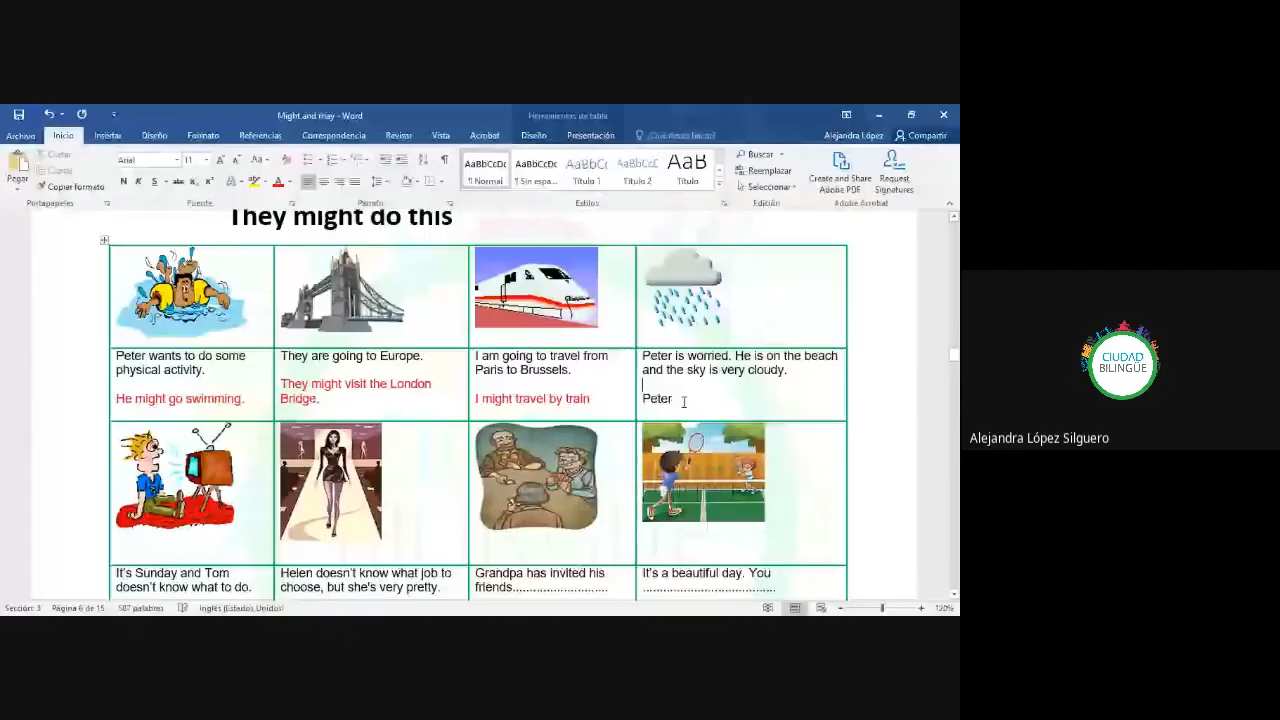 Might and may - Word
Herramientas de tabla
Archivo
Inicio
Insertar
Diseño
Formato
Referencias
Correspondencia
Revisar
Vista
Acrobat
Diseño
Presentación
¿Qué desea hacer?
Alejandra López
Compartir
Pegar
Cortar
Copiar
Copiar formato
Portapapeles
Arial
11
Fuente
Párrafo
AaBbCcDc
¶ Normal
AaBbCcDc
¶ Sin espa...
AaBbCc
Título 1
AaBbCcC
Título 2
AaB
Título
Estilos
Buscar
Reemplazar
Seleccionar
Edición
Create and Share
Adobe PDF
Request
Signatures
Adobe Acrobat
They might do this
Peter wants to do some
physical activity.
He might go swimming.
They are going to Europe.
They might visit the London
Bridge.
I am going to travel from
Paris to Brussels.
I might travel by train
Peter is worried. He is on the beach
and the sky is very cloudy.
Peter
It's Sunday and Tom
doesn't know what to do.
Helen doesn't know what job to
choose, but she's very pretty.
Grandpa has invited his
friends.........................
It's a beautiful day. You
...................................
Sección: 3
Página 6 de 15
587 palabras
Inglés (Estados Unidos)
120%
CIUDAD
BILINGÜE
Alejandra López Silguero